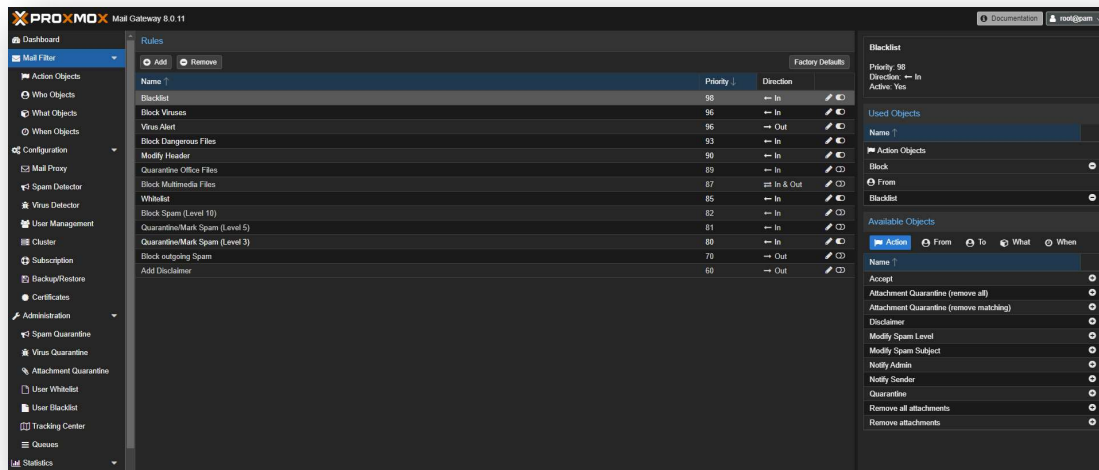 PROXMOX Mail Gateway 8.0.11
Documentation
root@pam
Dashboard
Mail Filter
Action Objects
Who Objects
What Objects
When Objects
Configuration
Mail Proxy
Spam Detector
Virus Detector
User Management
Cluster
Subscription
Backup/Restore
Certificates
Administration
Spam Quarantine
Virus Quarantine
Attachment Quarantine
User Whitelist
User Blacklist
Tracking Center
Queues
Statistics
Rules
Add Remove Factory Defaults
Name ↑ Priority ↓ Direction
Blacklist 98 ← In
Block Viruses 96 ← In
Virus Alert 96 → Out
Block Dangerous Files 93 ← In
Modify Header 90 ← In
Quarantine Office Files 89 ← In
Block Multimedia Files 87 ⇄ In & Out
Whitelist 85 ← In
Block Spam (Level 10) 82 ← In
Quarantine/Mark Spam (Level 5) 81 ← In
Quarantine/Mark Spam (Level 3) 80 ← In
Block outgoing Spam 70 → Out
Add Disclaimer 60 → Out
Blacklist
Priority: 98
Direction: ← In
Active: Yes
Used Objects
Name ↑
Action Objects
Block
From
Blacklist
Available Objects
Action From To What When
Name ↑
Accept
Attachment Quarantine (remove all)
Attachment Quarantine (remove matching)
Disclaimer
Modify Spam Level
Modify Spam Subject
Notify Admin
Notify Sender
Quarantine
Remove all attachments
Remove attachments